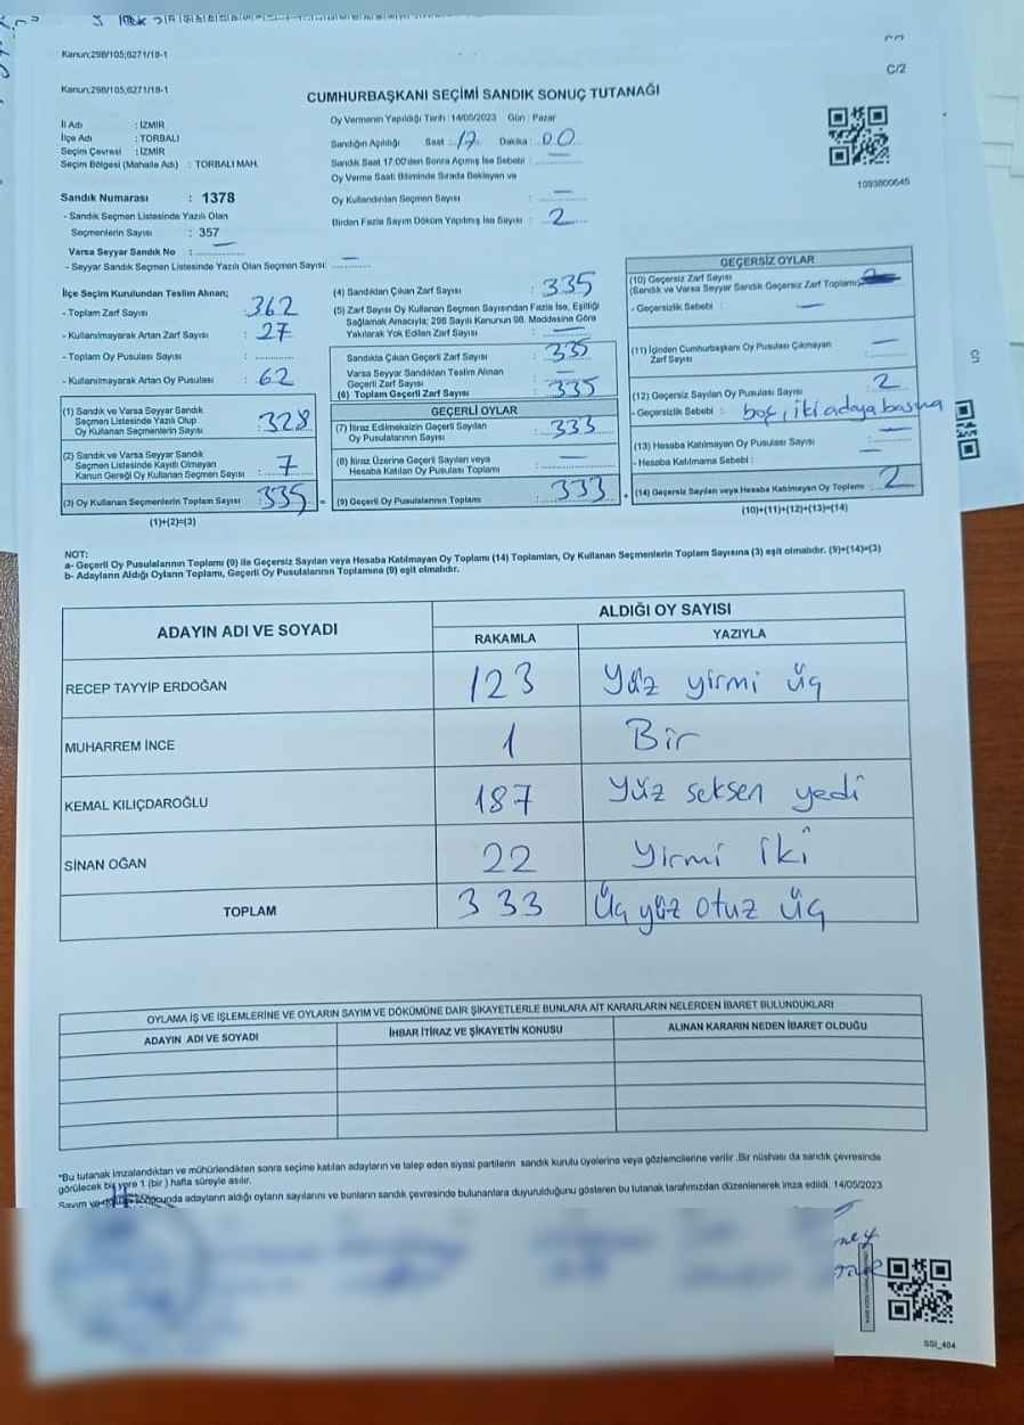 Kanun;298/105;6271/18-1
C/2
Kanun;298/105;6271/18-1
CUMHURBAŞKANI SEÇİMİ SANDIK SONUÇ TUTANAĞI
İl Adı : İZMİR
İlçe Adı : TORBALI
Seçim Çevresi : İZMİR
Seçim Bölgesi (Mahalle Adı) : TORBALI MAH.
Oy Vermenin Yapıldığı Tarih : 14/05/2023 Gün : Pazar
Sandığın Açıldığı Saat : 17 Dakika : 00
Sandık Saat 17:00'den Sonra Açılmış İse Sebebi : —
Oy Verme Saati Bitiminde Sırada Bekleyen ve
Oy Kullandırılan Seçmen Sayısı : —
Birden Fazla Sayım Döküm Yapılmış İse Sayısı : 2
1093800645
Sandık Numarası : 1378
- Sandık Seçmen Listesinde Yazılı Olan
Seçmenlerin Sayısı : 357
Varsa Seyyar Sandık No : —
- Seyyar Sandık Seçmen Listesinde Yazılı Olan Seçmen Sayısı: —
İlçe Seçim Kurulundan Teslim Alınan;
- Toplam Zarf Sayısı : 362
- Kullanılmayarak Artan Zarf Sayısı : 27
- Toplam Oy Pusulası Sayısı :
- Kullanılmayarak Artan Oy Pusulası : 62
(1) Sandık ve Varsa Seyyar Sandık
Seçmen Listesinde Yazılı Olup
Oy Kullanan Seçmenlerin Sayısı : 328
(2) Sandık ve Varsa Seyyar Sandık
Seçmen Listesinde Kayıtlı Olmayan
Kanun Gereği Oy Kullanan Seçmen Sayısı : 7
(3) Oy Kullanan Seçmenlerin Toplam Sayısı : 335
(1)+(2)=(3)
(4) Sandıktan Çıkan Zarf Sayısı : 335
(5) Zarf Sayısı Oy Kullanan Seçmen Sayısından Fazla İse, Eşitliği
Sağlamak Amacıyla; 298 Sayılı Kanunun 98. Maddesine Göre
Yakılarak Yok Edilen Zarf Sayısı : —
Sandıkta Çıkan Geçerli Zarf Sayısı : 335
Varsa Seyyar Sandıktan Teslim Alınan
Geçerli Zarf Sayısı : —
(6) Toplam Geçerli Zarf Sayısı : 335
GEÇERLİ OYLAR
(7) İtiraz Edilmeksizin Geçerli Sayılan
Oy Pusulalarının Sayısı : 333
(8) İtiraz Üzerine Geçerli Sayılan veya
Hesaba Katılan Oy Pusulası Toplamı : —
(9) Geçerli Oy Pusulalarının Toplamı : 333
GEÇERSİZ OYLAR
(10) Geçersiz Zarf Sayısı
(Sandık ve Varsa Seyyar Sandık Geçersiz Zarf Toplamı)
- Geçersizlik Sebebi : —
(11) İçinden Cumhurbaşkanı Oy Pusulası Çıkmayan
Zarf Sayısı : —
(12) Geçersiz Sayılan Oy Pusulası Sayısı : 2
- Geçersizlik Sebebi : boş, iki adaya basma
(13) Hesaba Katılmayan Oy Pusulası Sayısı : —
- Hesaba Katılmama Sebebi : —
(14) Geçersiz Sayılan veya Hesaba Katılmayan Oy Toplamı : 2
(10)+(11)+(12)+(13)=(14)
NOT:
a- Geçerli Oy Pusulalarının Toplamı (9) ile Geçersiz Sayılan veya Hesaba Katılmayan Oy Toplamı (14) Toplamları, Oy Kullanan Seçmenlerin Toplam Sayısına (3) eşit olmalıdır. (9)+(14)=(3)
b- Adayların Aldığı Oyların Toplamı, Geçerli Oy Pusulalarının Toplamına (9) eşit olmalıdır.
ADAYIN ADI VE SOYADI
ALDIĞI OY SAYISI
RAKAMLA YAZIYLA
RECEP TAYYİP ERDOĞAN 123 Yüz yirmi üç
MUHARREM İNCE 1 Bir
KEMAL KILIÇDAROĞLU 187 Yüz seksen yedi
SİNAN OĞAN 22 Yirmi iki
TOPLAM 333 Üç yüz otuz üç
OYLAMA İŞ VE İŞLEMLERİNE VE OYLARIN SAYIM VE DÖKÜMÜNE DAİR ŞİKAYETLERLE BUNLARA AİT KARARLARIN NELERDEN İBARET BULUNDUKLARI
ADAYIN ADI VE SOYADI İHBAR İTİRAZ VE ŞİKAYETİN KONUSU ALINAN KARARIN NEDEN İBARET OLDUĞU
*Bu tutanak imzalandıktan ve mühürlendikten sonra seçime katılan adayların ve talep eden siyasi partilerin sandık kurulu üyelerine veya gözlemcilerine verilir. Bir nüshası da sandık çevresinde
görülecek bir yere 1 (bir) hafta süreyle asılır.
Sayım ve sonucunda adayların aldığı oyların sayılarını ve bunların sandık çevresinde bulunanlara duyurulduğunu gösteren bu tutanak tarafımızdan düzenlenerek imza edildi. 14/05/2023
SSI_404